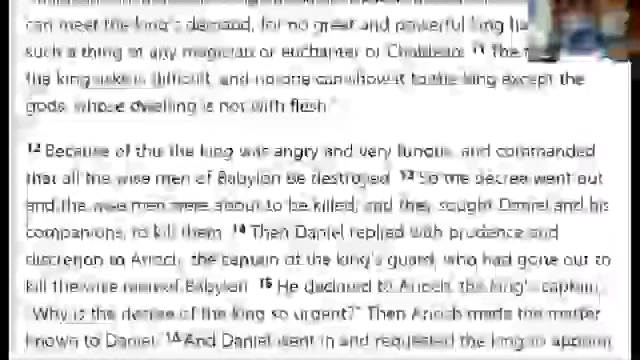 can meet the king's demand, for no great and powerful king
such a thing of any magician or enchanter or Chaldean. 11 The
the king asks is difficult, and no one can show it to the king except the
gods, whose dwelling is not with flesh."
12 Because of this the king was angry and very furious, and commanded
that all the wise men of Babylon be destroyed. 13 So the decree went out
and the wise men were about to be killed; and they sought Daniel and his
companions, to kill them. 14 Then Daniel replied with prudence and
discretion to Arioch, the captain of the king's guard, who had gone out to
kill the wise men of Babylon. 15 He declared to Arioch, the king's captain,
"Why is the decree of the king so urgent?" Then Arioch made the matter
known to Daniel. 16 And Daniel went in and requested the king to appoint